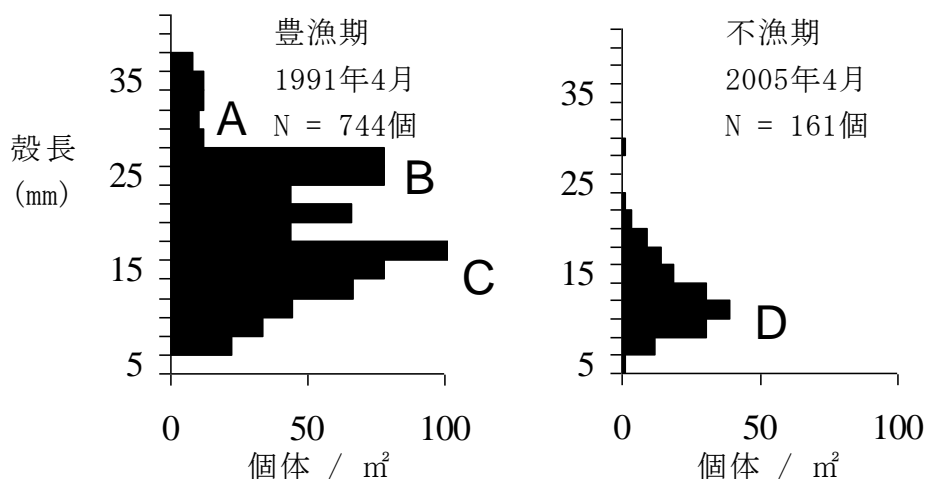 豊漁期
1991年4月
N = 744個
殻長
(mm)
35
25
15
5
A
B
C
0 50 100
個体 / ㎡
不漁期
2005年4月
N = 161個
35
25
15
5
D
0 50 100
個体 / ㎡